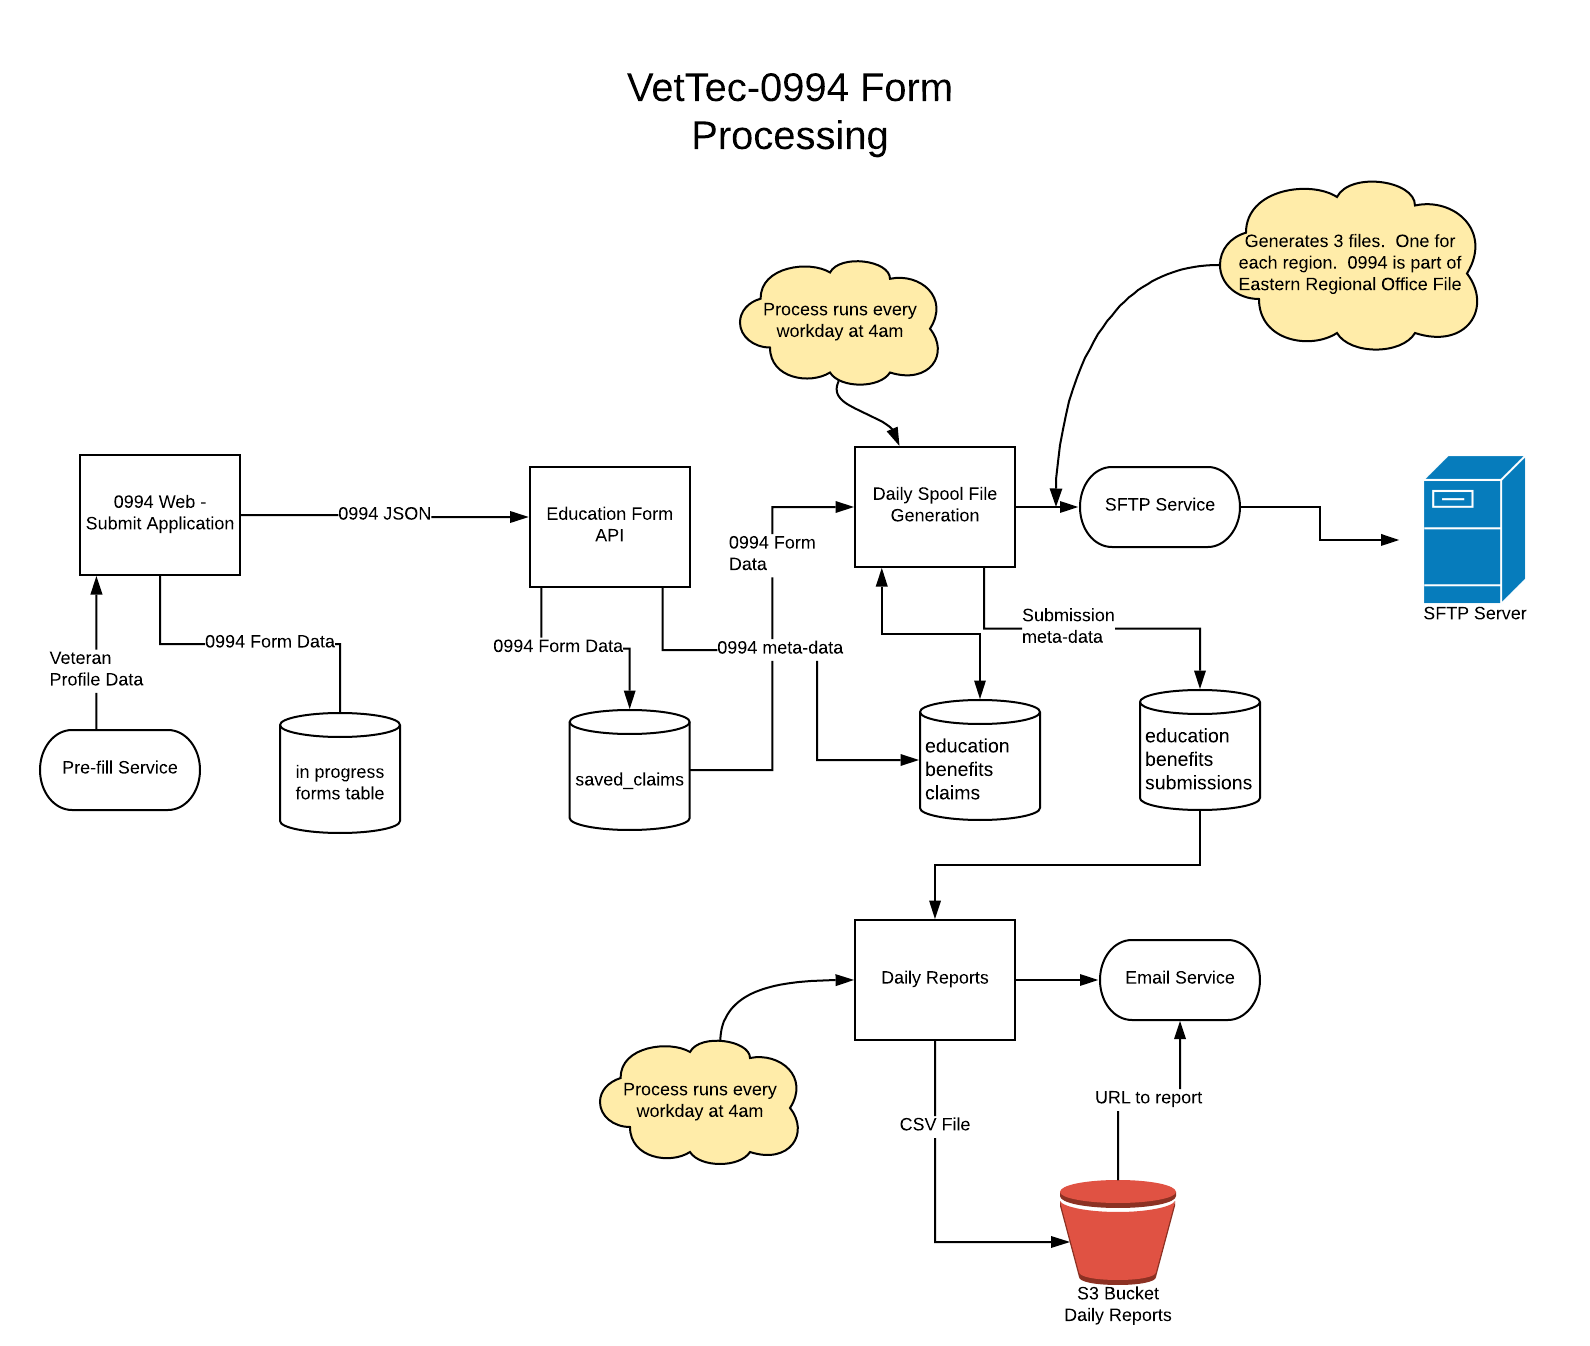 VetTec-0994 Form
Processing
Generates 3 files.  One for
each region.  0994 is part of
Eastern Regional Office File
Process runs every
workday at 4am
0994 Web -
Submit Application
0994 JSON
Education Form
API
0994 Form
Data
Daily Spool File
Generation
SFTP Service
SFTP Server
Veteran
Profile Data
0994 Form Data
0994 Form Data
0994 meta-data
Submission
meta-data
Pre-fill Service
in progress
forms table
saved_claims
education
benefits
claims
education
benefits
submissions
Daily Reports
Email Service
Process runs every
workday at 4am
CSV File
URL to report
S3 Bucket
Daily Reports